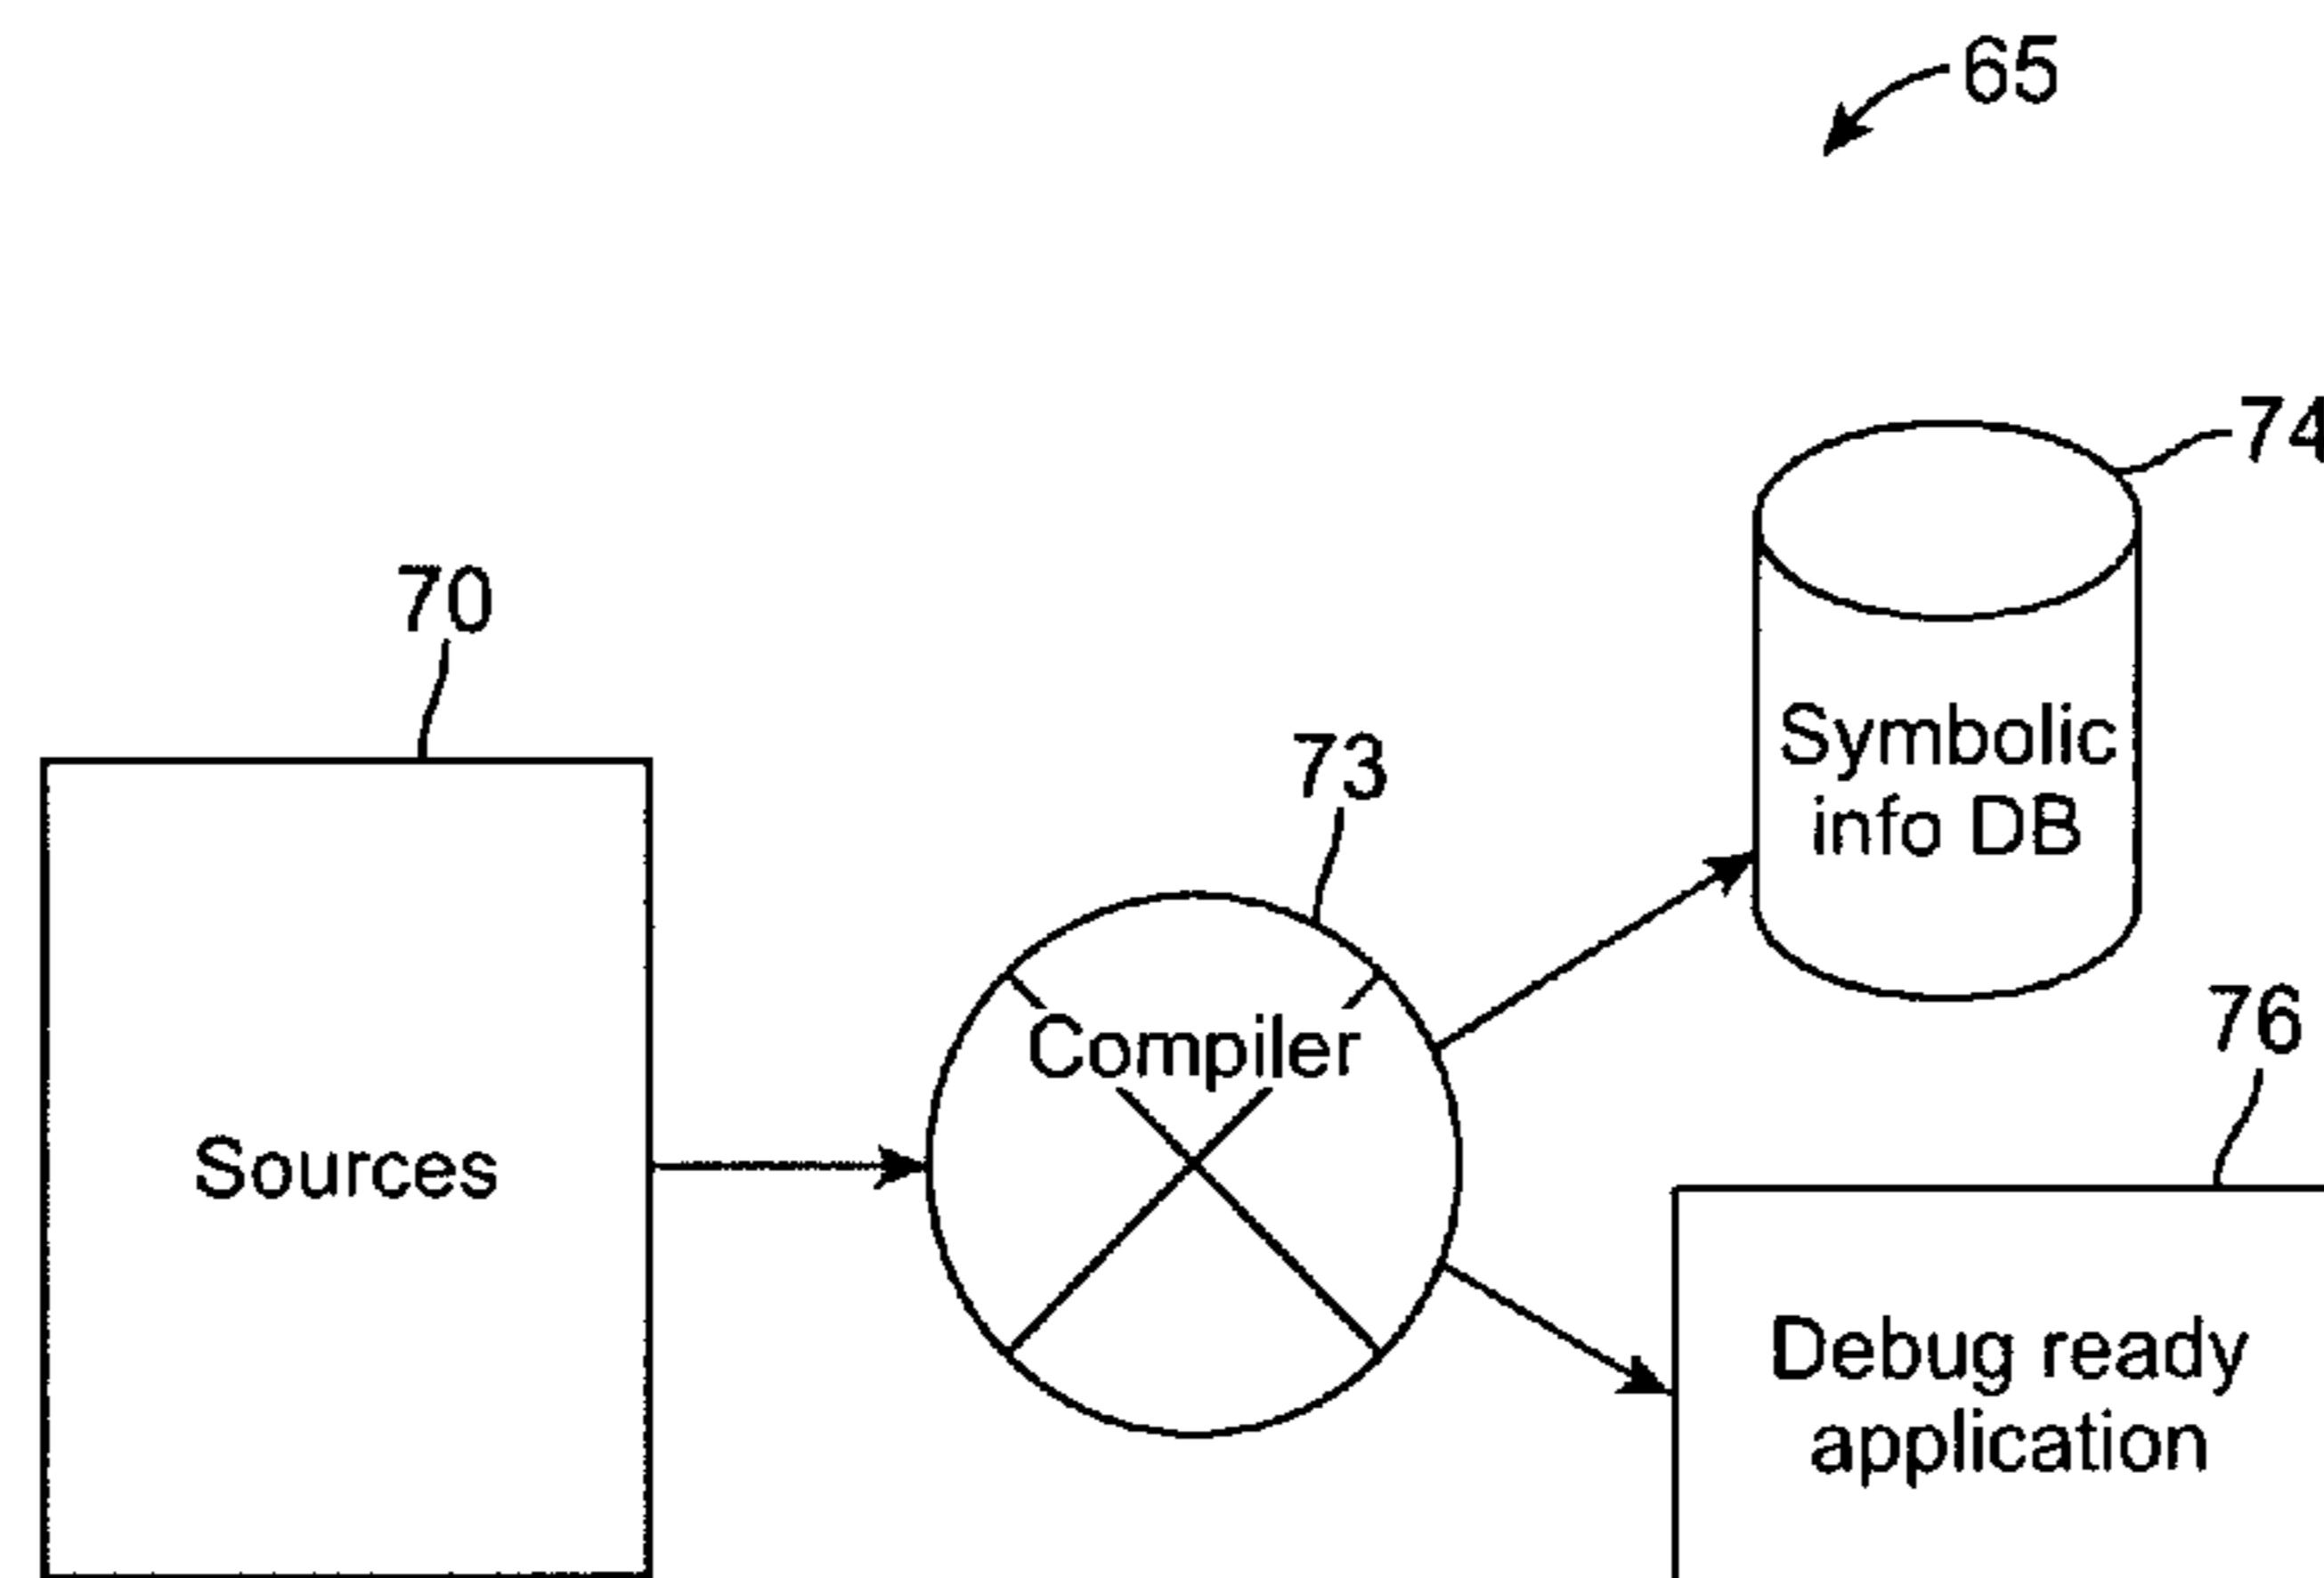 65
74
70
73
Symbolic
info DB
76
Compiler
Sources
Debug ready
application